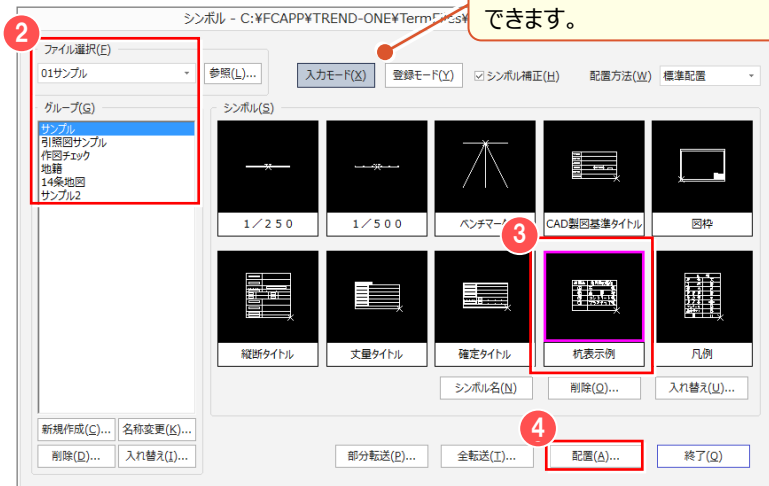 できます。
シンボル - C:¥FCAPP¥TREND-ONE¥TermFiles¥
2
ファイル選択(F)
01サンプル
参照(L)...
入力モード(X)
登録モード(Y)
シンボル補正(H)
配置方法(W)
標準配置
グループ(G)
シンボル(S)
サンプル
引照図サンプル
作図チェック
地籍
14条地図
サンプル2
1/250
1/500
ベンチマーク
CAD製図基準タイトル
図枠
3
縦断タイトル
丈量タイトル
確定タイトル
杭表示例
凡例
シンボル名(N)
削除(O)...
入れ替え(U)...
新規作成(C)...
名称変更(K)...
4
削除(D)...
入れ替え(I)...
部分転送(P)...
全転送(T)...
配置(A)...
終了(Q)